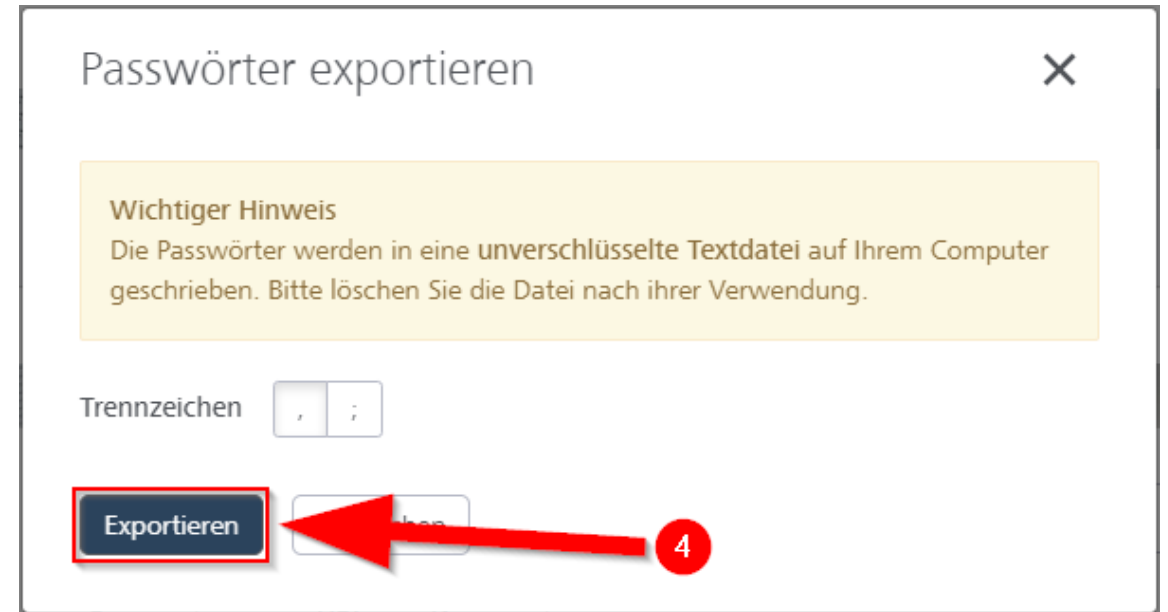 Passwörter exportieren
Wichtiger Hinweis
Die Passwörter werden in eine unverschlüsselte Textdatei auf Ihrem Computer
geschrieben. Bitte löschen Sie die Datei nach ihrer Verwendung.
Trennzeichen , ;
Exportieren
4